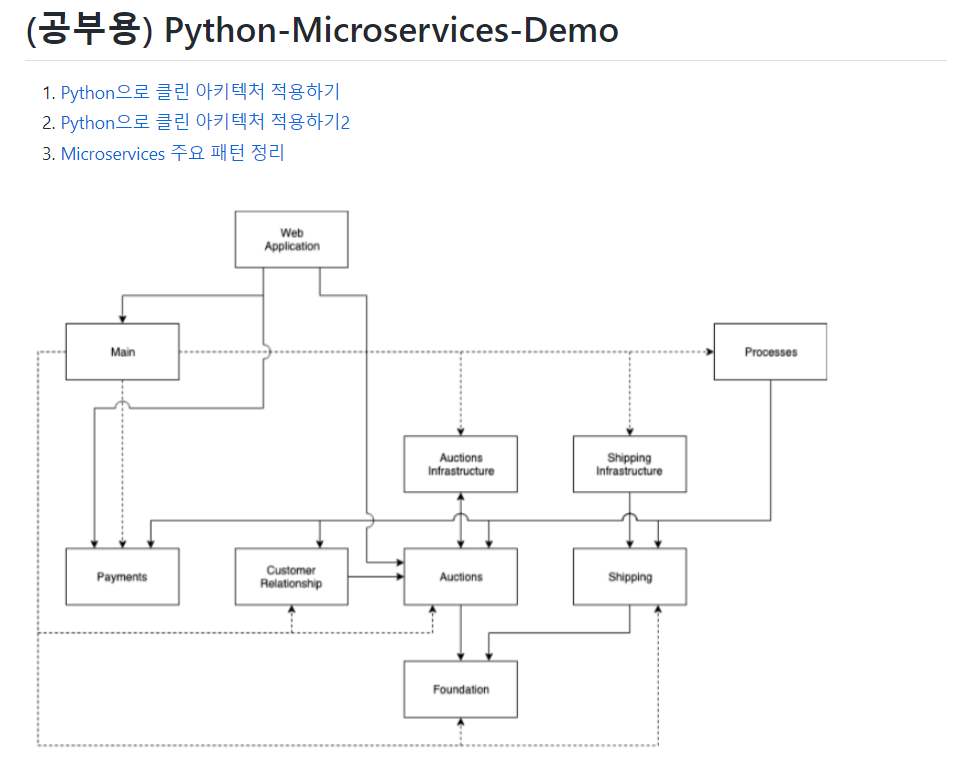 (공부용) Python-Microservices-Demo
1. Python으로 클린 아키텍처 적용하기
2. Python으로 클린 아키텍처 적용하기2
3. Microservices 주요 패턴 정리
Web
Application
Main
Processes
Auctions
Infrastructure
Shipping
Infrastructure
Payments
Customer
Relationship
Auctions
Shipping
Foundation